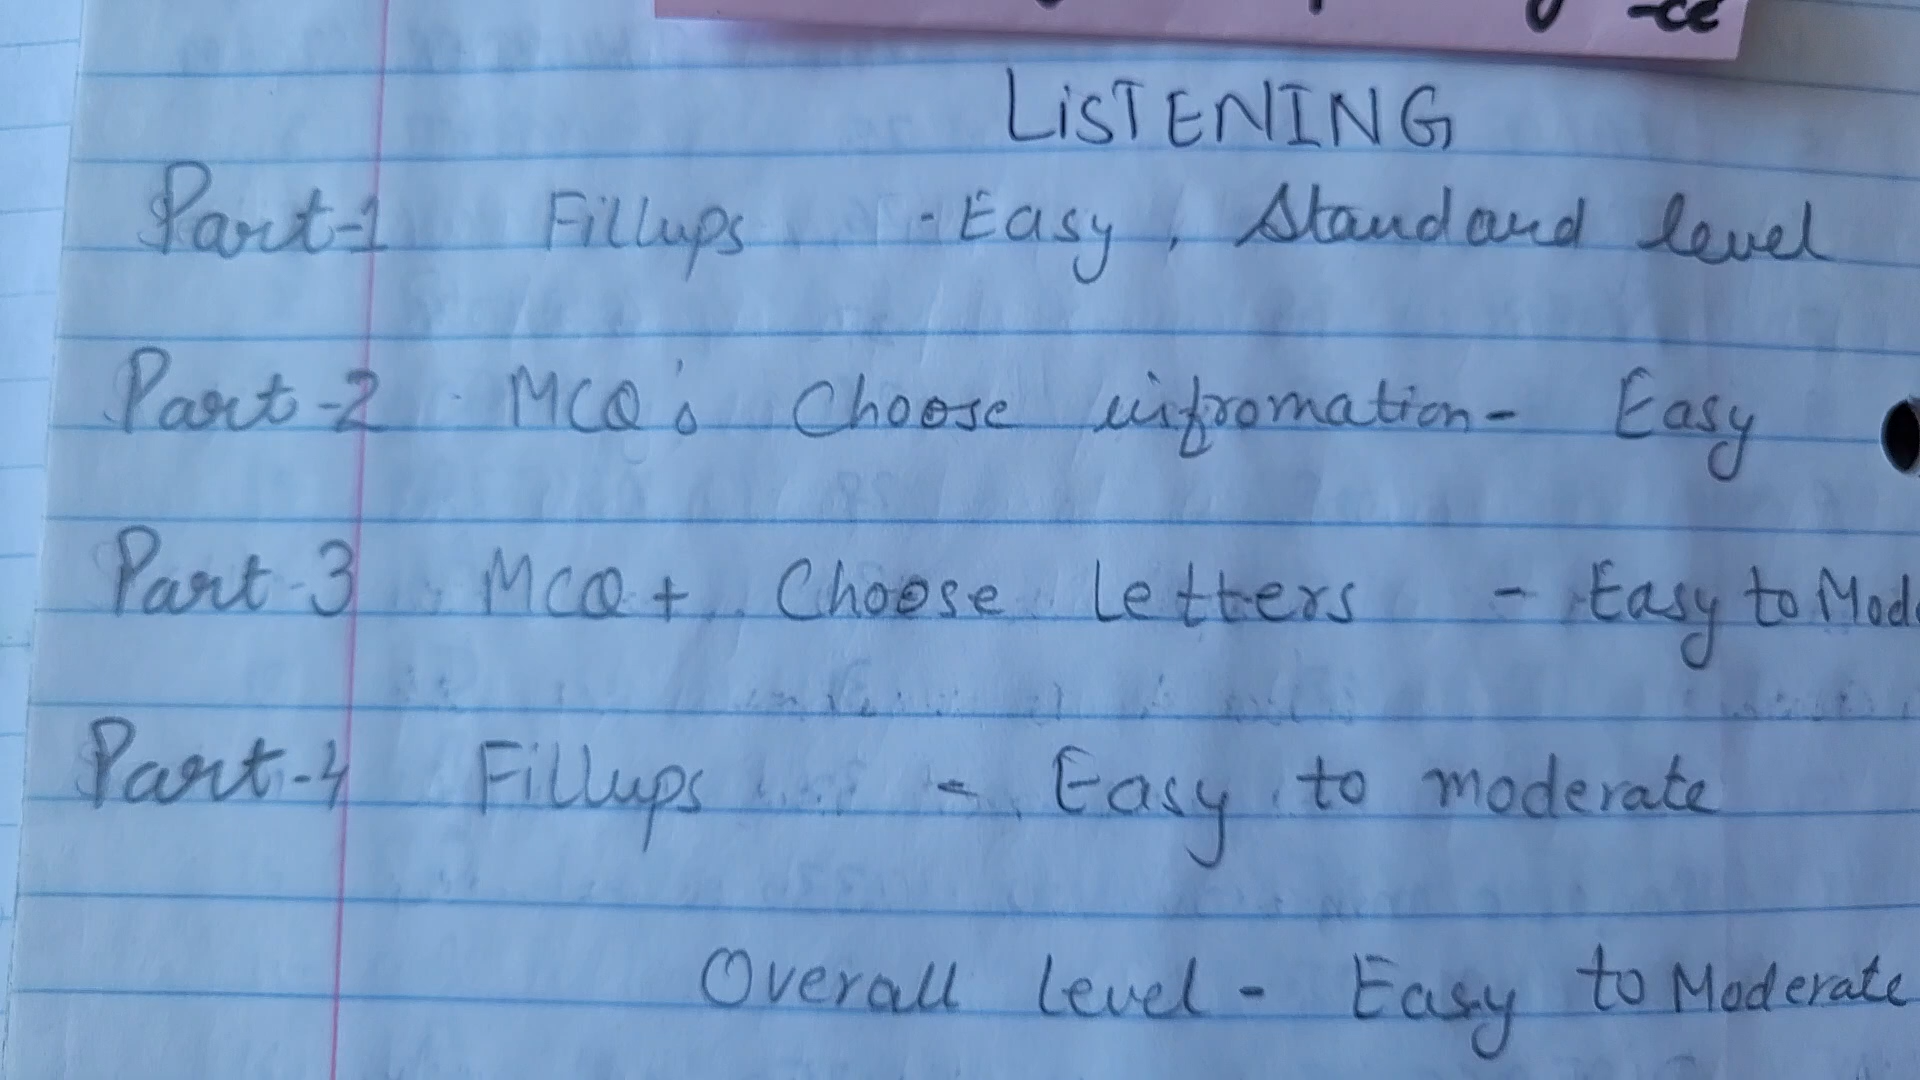 -ce
LiSTENING
Part-1 Fillups - Easy, Standard level
Part-2 MCQ's Choose infromation - Easy
Part-3 MCQ + Choose letters - Easy to Mod
Part-4 Fillups - Easy to moderate
Overall level - Easy to Moderate